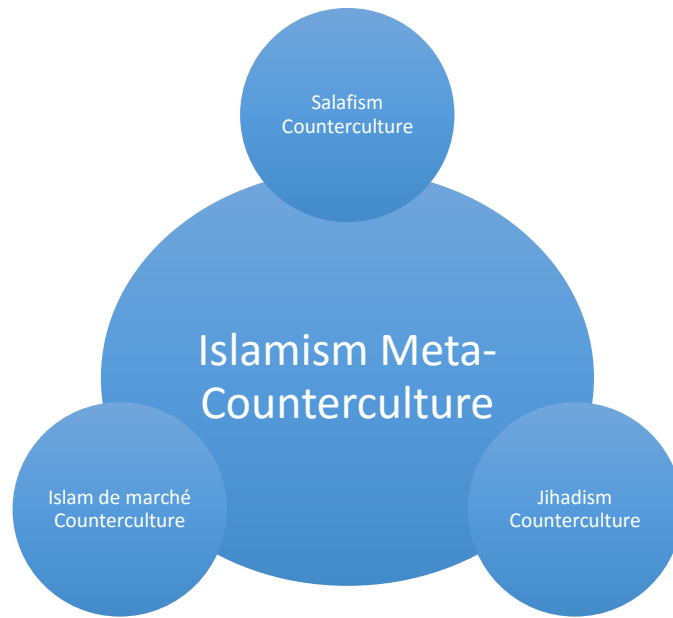 Salafism
Counterculture
Islamism Meta-
Counterculture
Islam de marché
Counterculture
Jihadism
Counterculture